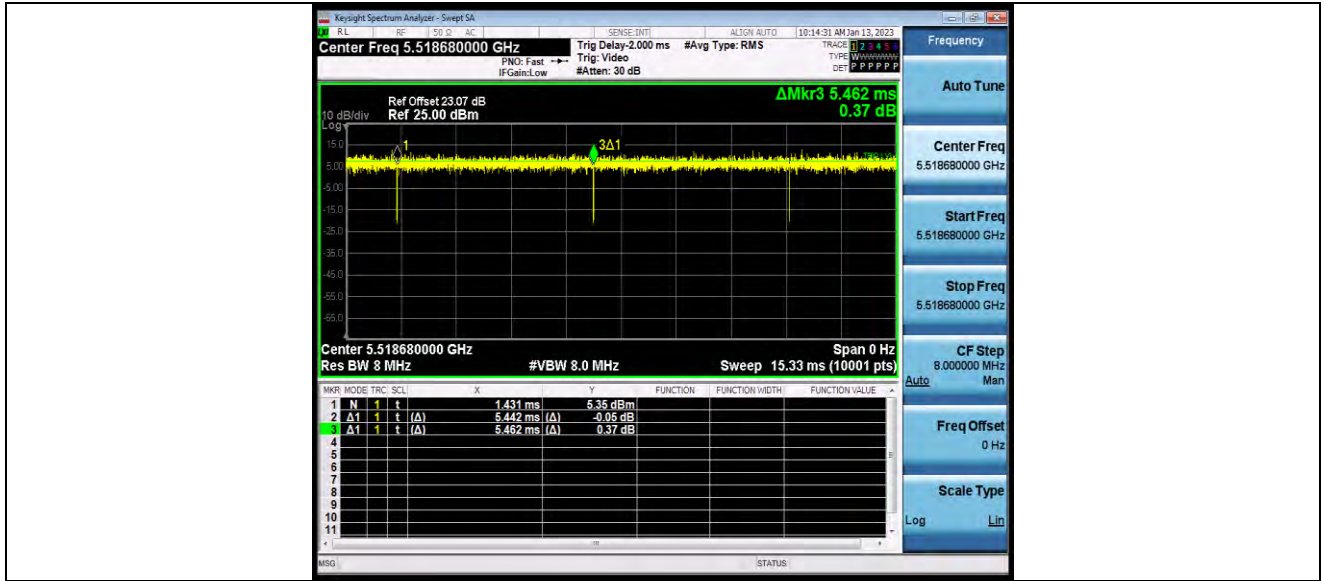 Keysight Spectrum Analyzer - Swept SA
RL RF 50 Ω AC SENSE:INT ALIGN AUTO 10:14:31 AM Jan 13, 2023
Center Freq 5.518680000 GHz
Trig Delay-2.000 ms #Avg Type: RMS
TRACE 1 2 3 4 5 6
PNO: Fast Trig: Video
TYPE WWWWWW
IFGain:Low #Atten: 30 dB
DET P P P P P P
ΔMkr3 5.462 ms
0.37 dB
Ref Offset 23.07 dB
10 dB/div Ref 25.00 dBm
Log
15.0
5.00
-5.00
-15.0
-25.0
-35.0
-45.0
-55.0
-65.0
1
3Δ1
Center 5.518680000 GHz Span 0 Hz
Res BW 8 MHz #VBW 8.0 MHz Sweep 15.33 ms (10001 pts)
MKR MODE TRC SCL X Y FUNCTION FUNCTION WIDTH FUNCTION VALUE
1 N 1 t 1.431 ms 5.35 dBm
2 Δ1 1 t (Δ) 5.442 ms (Δ) -0.05 dB
3 Δ1 1 t (Δ) 5.462 ms (Δ) 0.37 dB
4
5
6
7
8
9
10
11
MSG STATUS
Frequency
Auto Tune
Center Freq
5.518680000 GHz
Start Freq
5.518680000 GHz
Stop Freq
5.518680000 GHz
CF Step
8.000000 MHz
Auto Man
Freq Offset
0 Hz
Scale Type
Log Lin